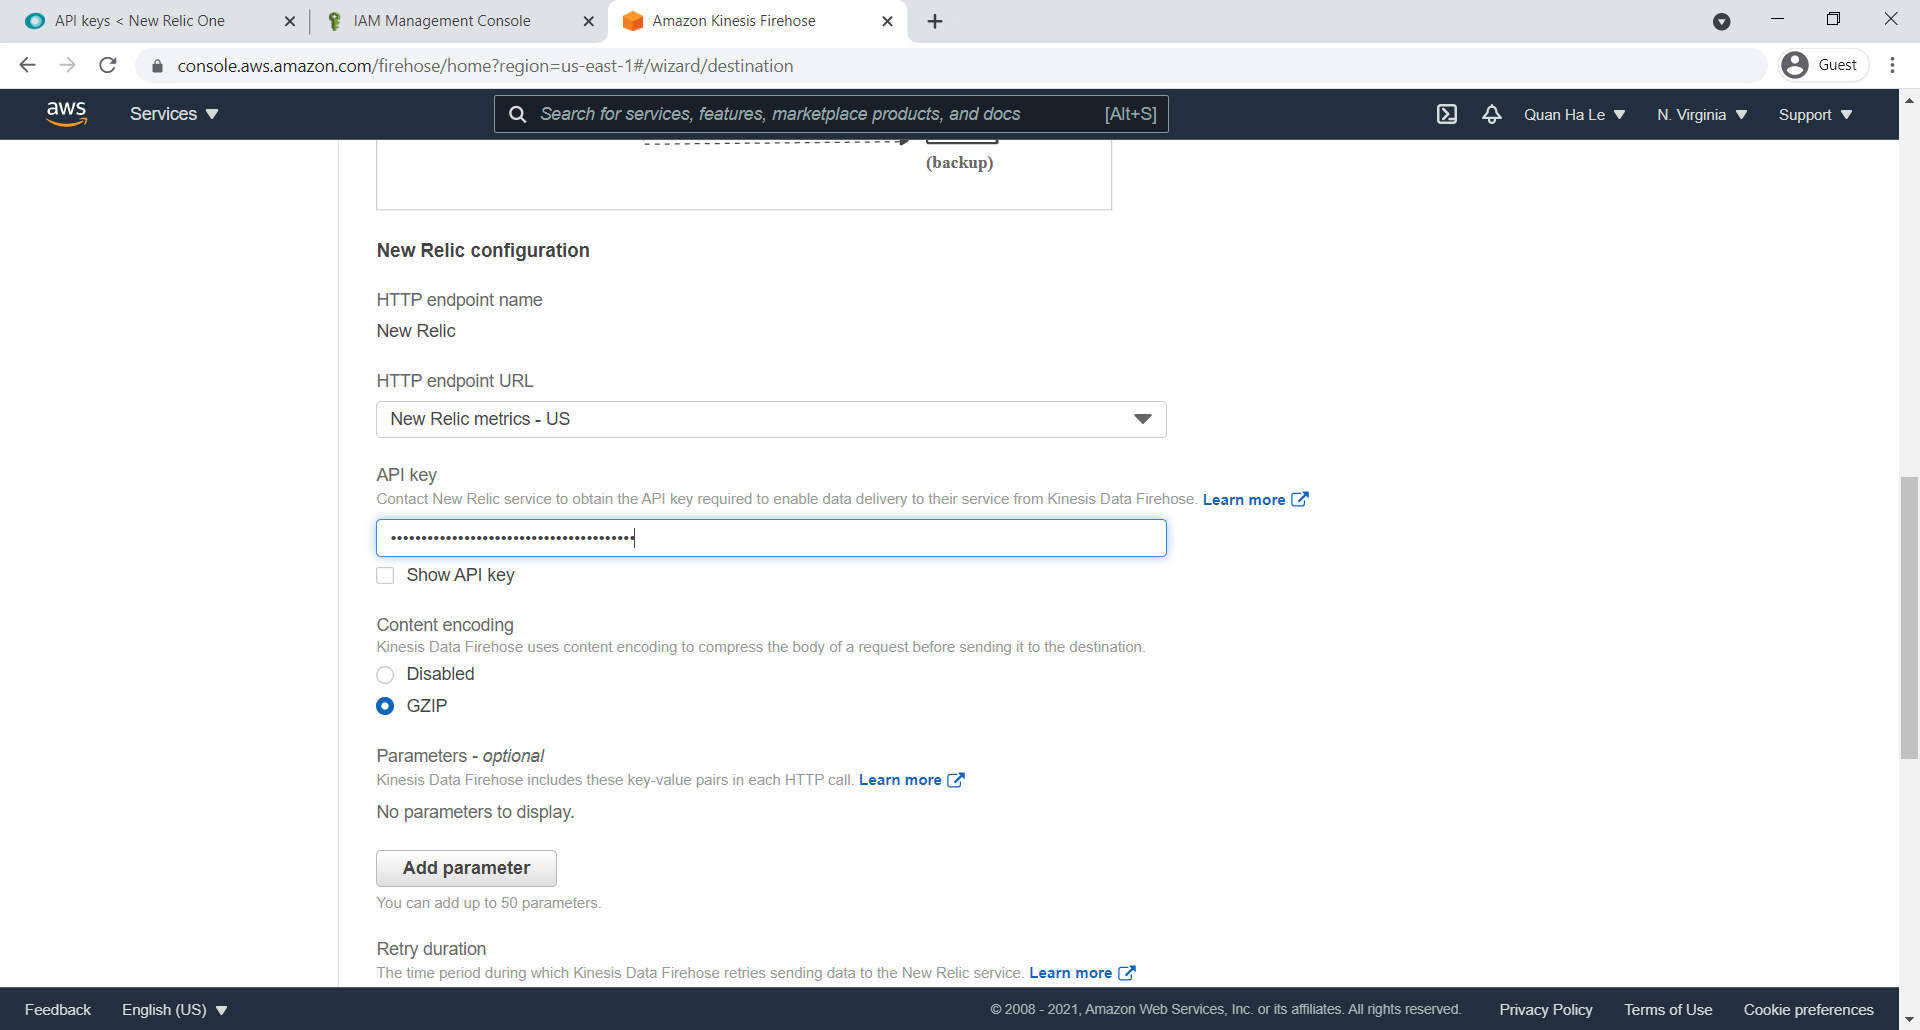 API keys < New Relic One
IAM Management Console
Amazon Kinesis Firehose
console.aws.amazon.com/firehose/home?region=us-east-1#/wizard/destination
Guest
aws
Services
Search for services, features, marketplace products, and docs
[Alt+S]
Quan Ha Le
N. Virginia
Support
(backup)
New Relic configuration
HTTP endpoint name
New Relic
HTTP endpoint URL
New Relic metrics - US
API key
Contact New Relic service to obtain the API key required to enable data delivery to their service from Kinesis Data Firehose. Learn more
Show API key
Content encoding
Kinesis Data Firehose uses content encoding to compress the body of a request before sending it to the destination.
Disabled
GZIP
Parameters - optional
Kinesis Data Firehose includes these key-value pairs in each HTTP call. Learn more
No parameters to display.
Add parameter
You can add up to 50 parameters.
Retry duration
The time period during which Kinesis Data Firehose retries sending data to the New Relic service. Learn more
Feedback
English (US)
© 2008 - 2021, Amazon Web Services, Inc. or its affiliates. All rights reserved.
Privacy Policy
Terms of Use
Cookie preferences